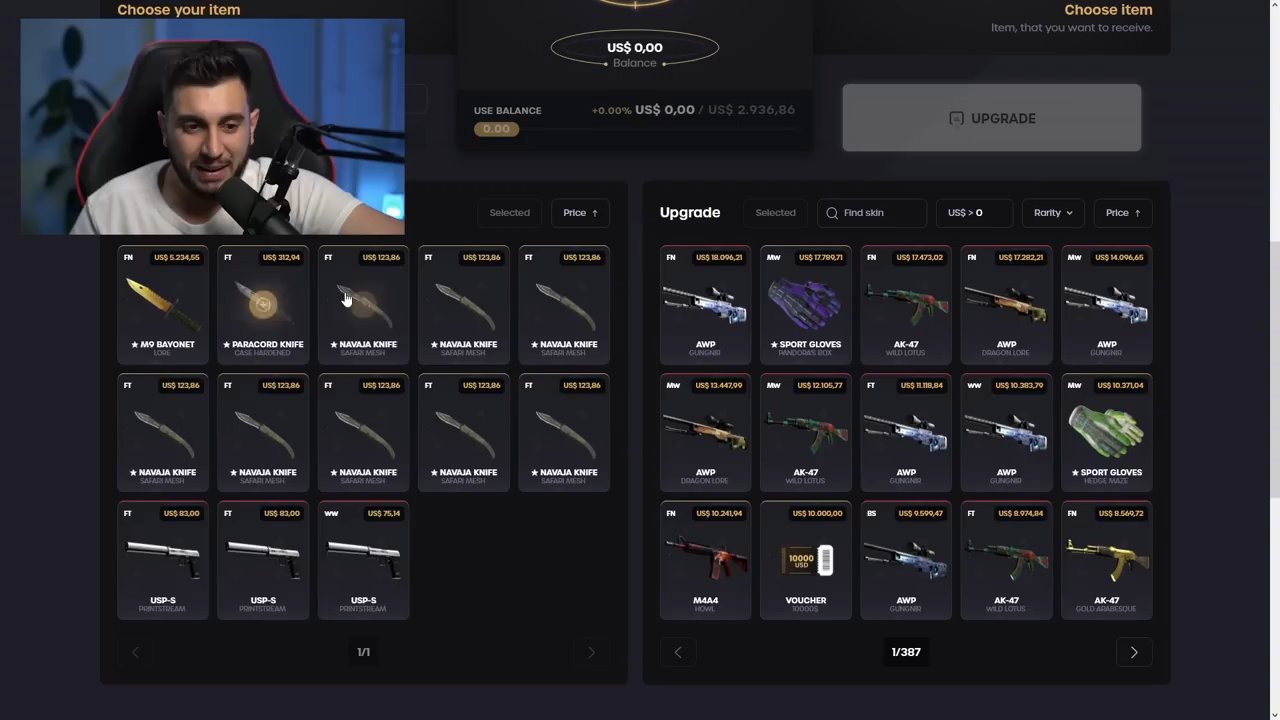 Choose your item
Choose item
Item, that you want to receive.
US$ 0,00
Balance
USE BALANCE
+0.00% US$ 0,00 / US$ 2.936,86
0.00
UPGRADE
Selected
Price ↑
Upgrade
Selected
Find skin
US$ > 0
Rarity
Price ↑
FN US$ 5.234,55
FT US$ 312,94
FT US$ 123,86
FT US$ 123,86
FT US$ 123,86
★ M9 BAYONET
LORE
★ PARACORD KNIFE
CASE HARDENED
★ NAVAJA KNIFE
SAFARI MESH
★ NAVAJA KNIFE
SAFARI MESH
★ NAVAJA KNIFE
SAFARI MESH
FT US$ 123,86
FT US$ 123,86
FT US$ 123,86
FT US$ 123,86
FT US$ 123,86
★ NAVAJA KNIFE
SAFARI MESH
★ NAVAJA KNIFE
SAFARI MESH
★ NAVAJA KNIFE
SAFARI MESH
★ NAVAJA KNIFE
SAFARI MESH
★ NAVAJA KNIFE
SAFARI MESH
FT US$ 83,00
FT US$ 83,00
WW US$ 75,14
USP-S
PRINTSTREAM
USP-S
PRINTSTREAM
USP-S
PRINTSTREAM
1/1
FN US$ 18.096,21
MW US$ 17.789,71
FN US$ 17.473,02
FN US$ 17.282,21
MW US$ 14.096,65
AWP
GUNGNIR
★ SPORT GLOVES
PANDORA'S BOX
AK-47
WILD LOTUS
AWP
DRAGON LORE
AWP
GUNGNIR
MW US$ 13.447,99
MW US$ 12.105,77
FT US$ 11.118,84
WW US$ 10.383,79
MW US$ 10.371,04
AWP
DRAGON LORE
AK-47
WILD LOTUS
AWP
GUNGNIR
AWP
GUNGNIR
★ SPORT GLOVES
HEDGE MAZE
FN US$ 10.241,94
US$ 10.000,00
BS US$ 9.599,47
FT US$ 8.974,84
FN US$ 8.569,72
10000
USD
M4A4
HOWL
VOUCHER
10000$
AWP
GUNGNIR
AK-47
WILD LOTUS
AK-47
GOLD ARABESQUE
1/387